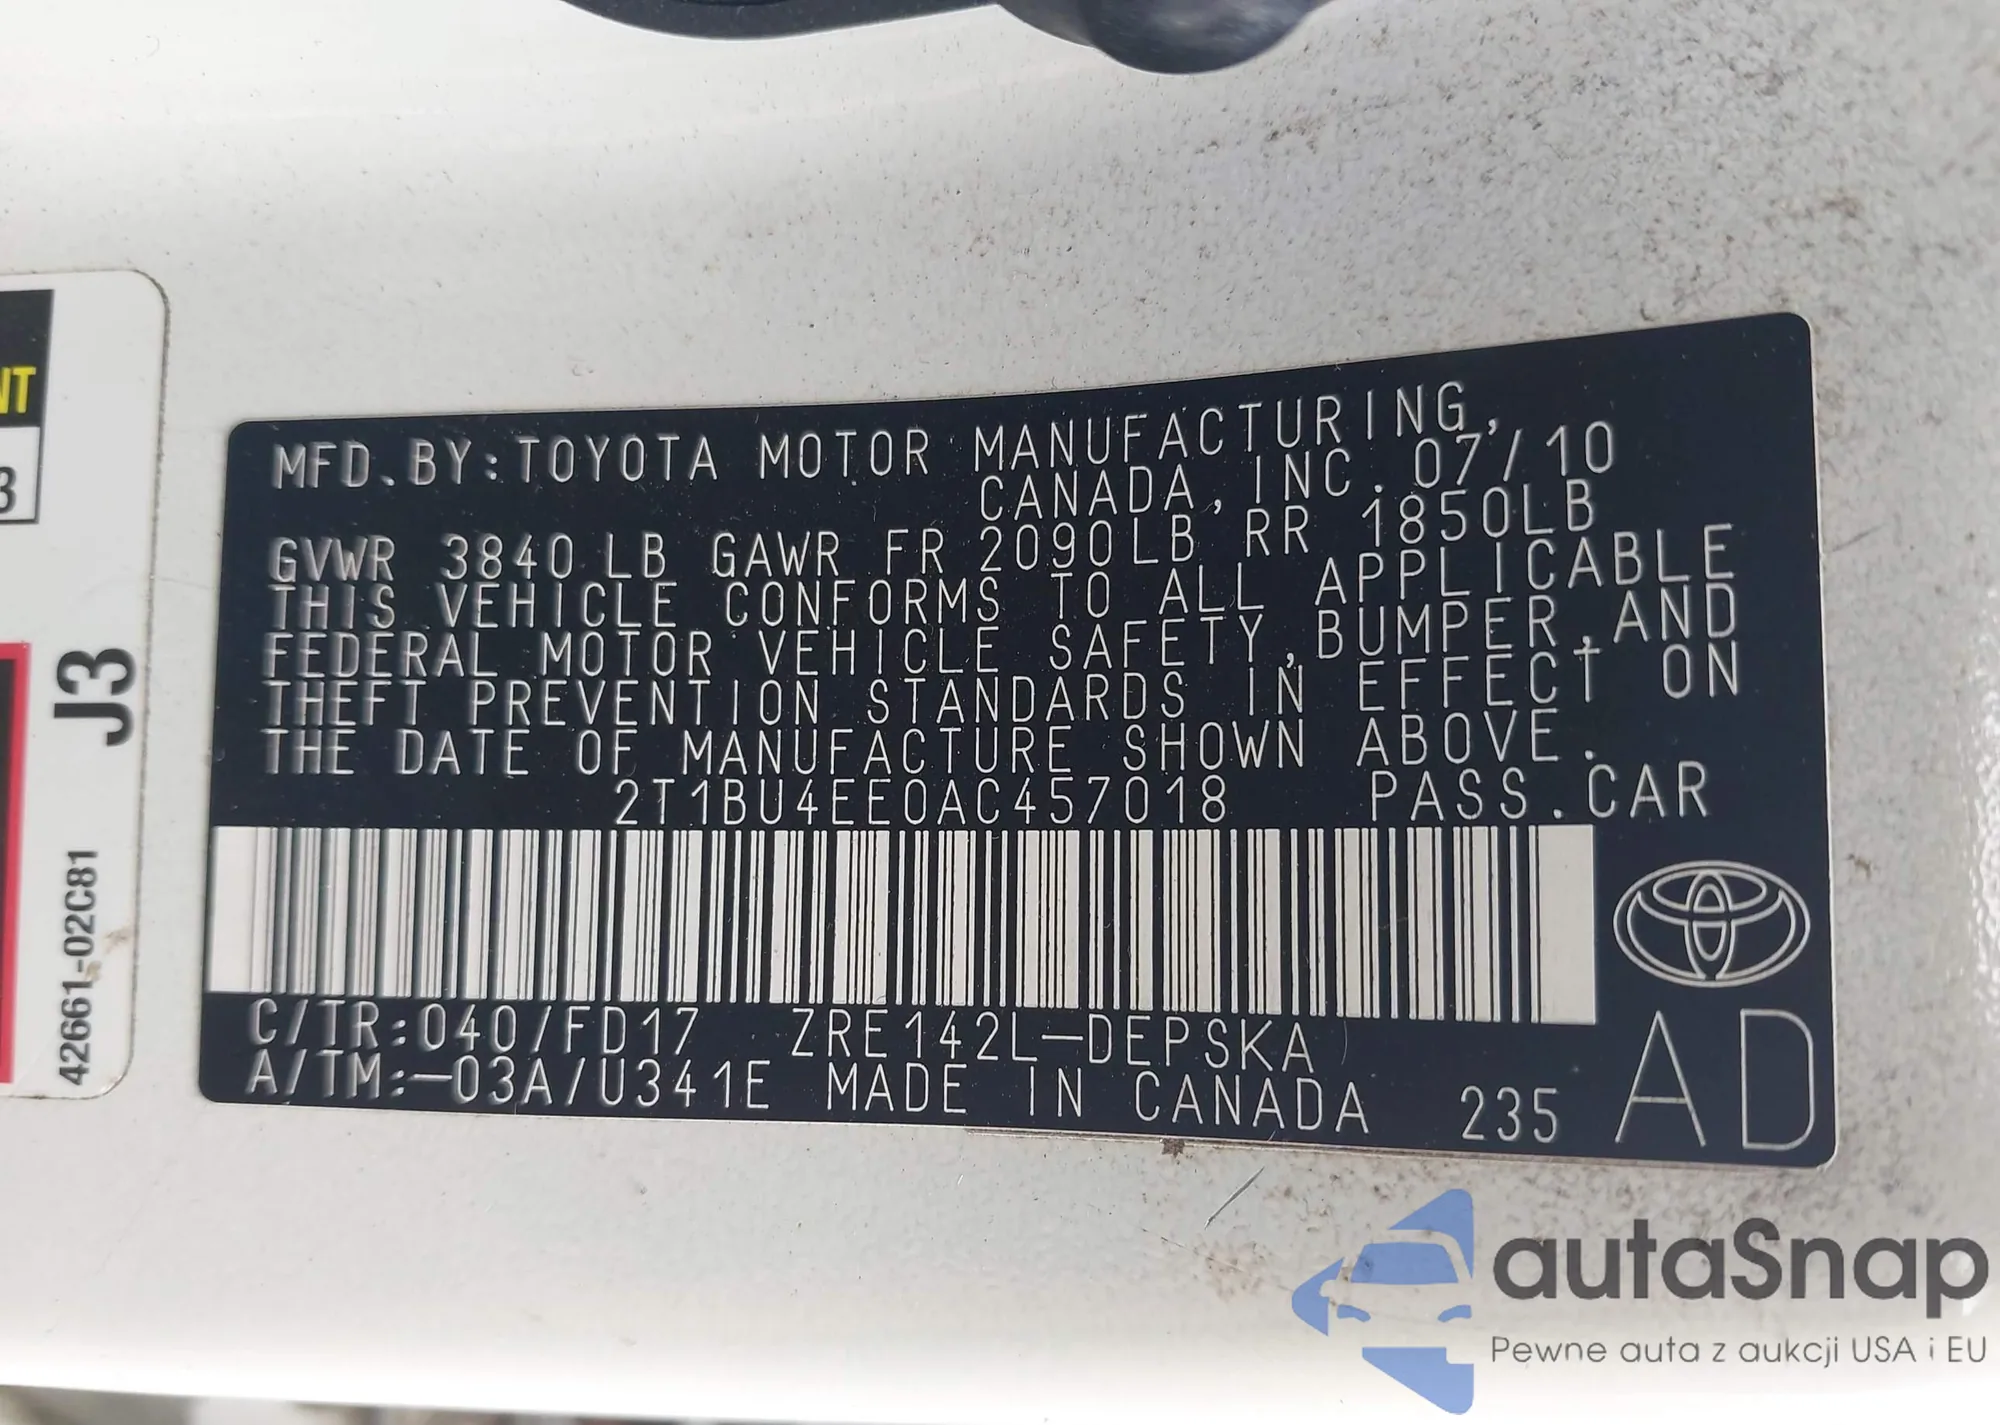 MFD.BY:TOYOTA MOTOR MANUFACTURING,
CANADA,INC. 07/10
GVWR 3840LB GAWR FR 2090LB RR 1850LB
THIS VEHICLE CONFORMS TO ALL APPLICABLE
FEDERAL MOTOR VEHICLE SAFETY,BUMPER,AND
THEFT PREVENTION STANDARDS IN EFFECT ON
THE DATE OF MANUFACTURE SHOWN ABOVE.
2T1BU4EE0AC457018 PASS.CAR
C/TR:040/FD17 ZRE142L-DEPSKA
A/TM:-03A/U341E MADE IN CANADA 235
AD
NT
3
J3
42661-02C81
autaSnap
Pewne auta z aukcji USA i EU